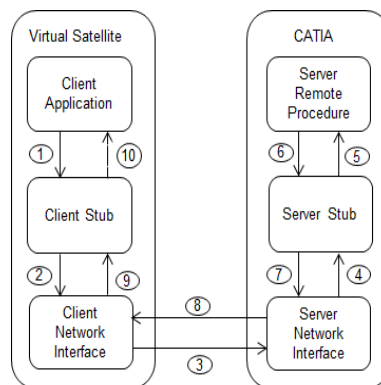 Virtual Satellite
CATIA
Client
Application
Server
Remote
Procedure
1
10
6
5
Client Stub
Server Stub
2
9
7
4
8
Client
Network
Interface
3
Server
Network
Interface